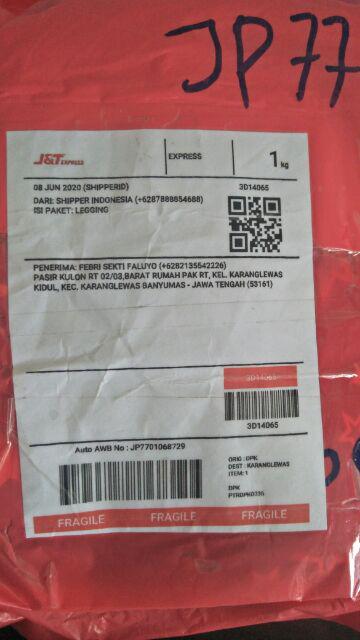 JP77
J&T EXPRESS
EXPRESS
1 kg
08 JUN 2020 (SHIPPERID)
3D14065
DARI: SHIPPER INDONESIA (+6287888854688)
ISI PAKET: LEGGING
PENERIMA: FEBRI SEKTI FALUYO (+6282135542226)
PASIR KULON RT 02/03,BARAT RUMAH PAK RT, KEL. KARANGLEWAS
KIDUL, KEC. KARANGLEWAS BANYUMAS - JAWA TENGAH (53161)
3D14065
3D14065
Auto AWB No : JP7701068729
ORIG : DPK
DEST : KARANGLEWAS
ITEM: 1
DPK
FRAGILE FRAGILE FRAGILE